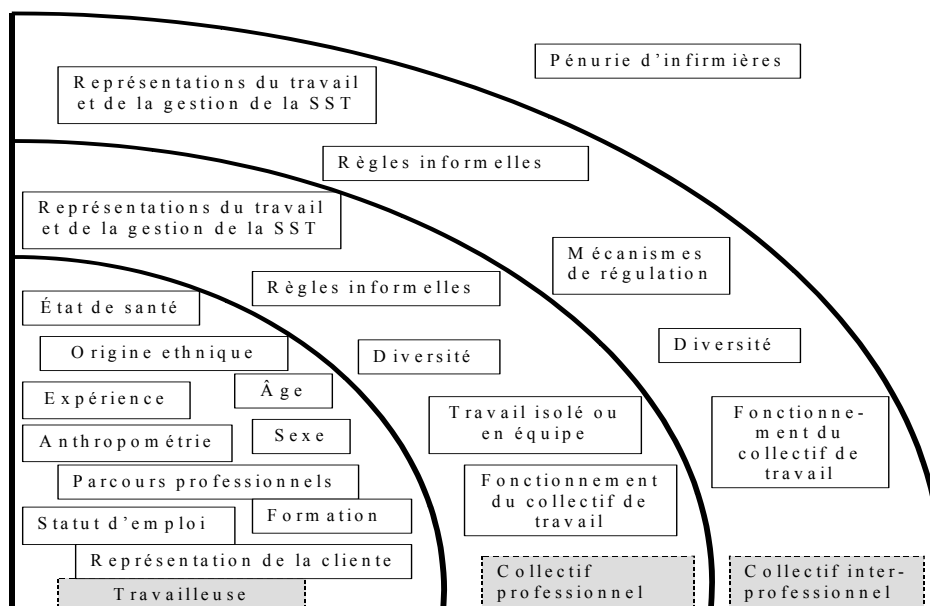 Pénurie d'infirmières
Représentations du travail
et de la gestion de la SST
Règles informelles
Représentations du travail
et de la gestion de la SST
Mécanismes
de régulation
Règles informelles
État de santé
Origine ethnique
Diversité
Diversité
Expérience
Âge
Travail isolé ou
en équipe
Fonctionne-
ment du
collectif de
travail
Anthropométrie
Sexe
Parcours professionnels
Fonctionnement
du collectif de
travail
Statut d'emploi
Formation
Représentation de la cliente
Travailleuse
Collectif
professionnel
Collectif inter-
professionnel